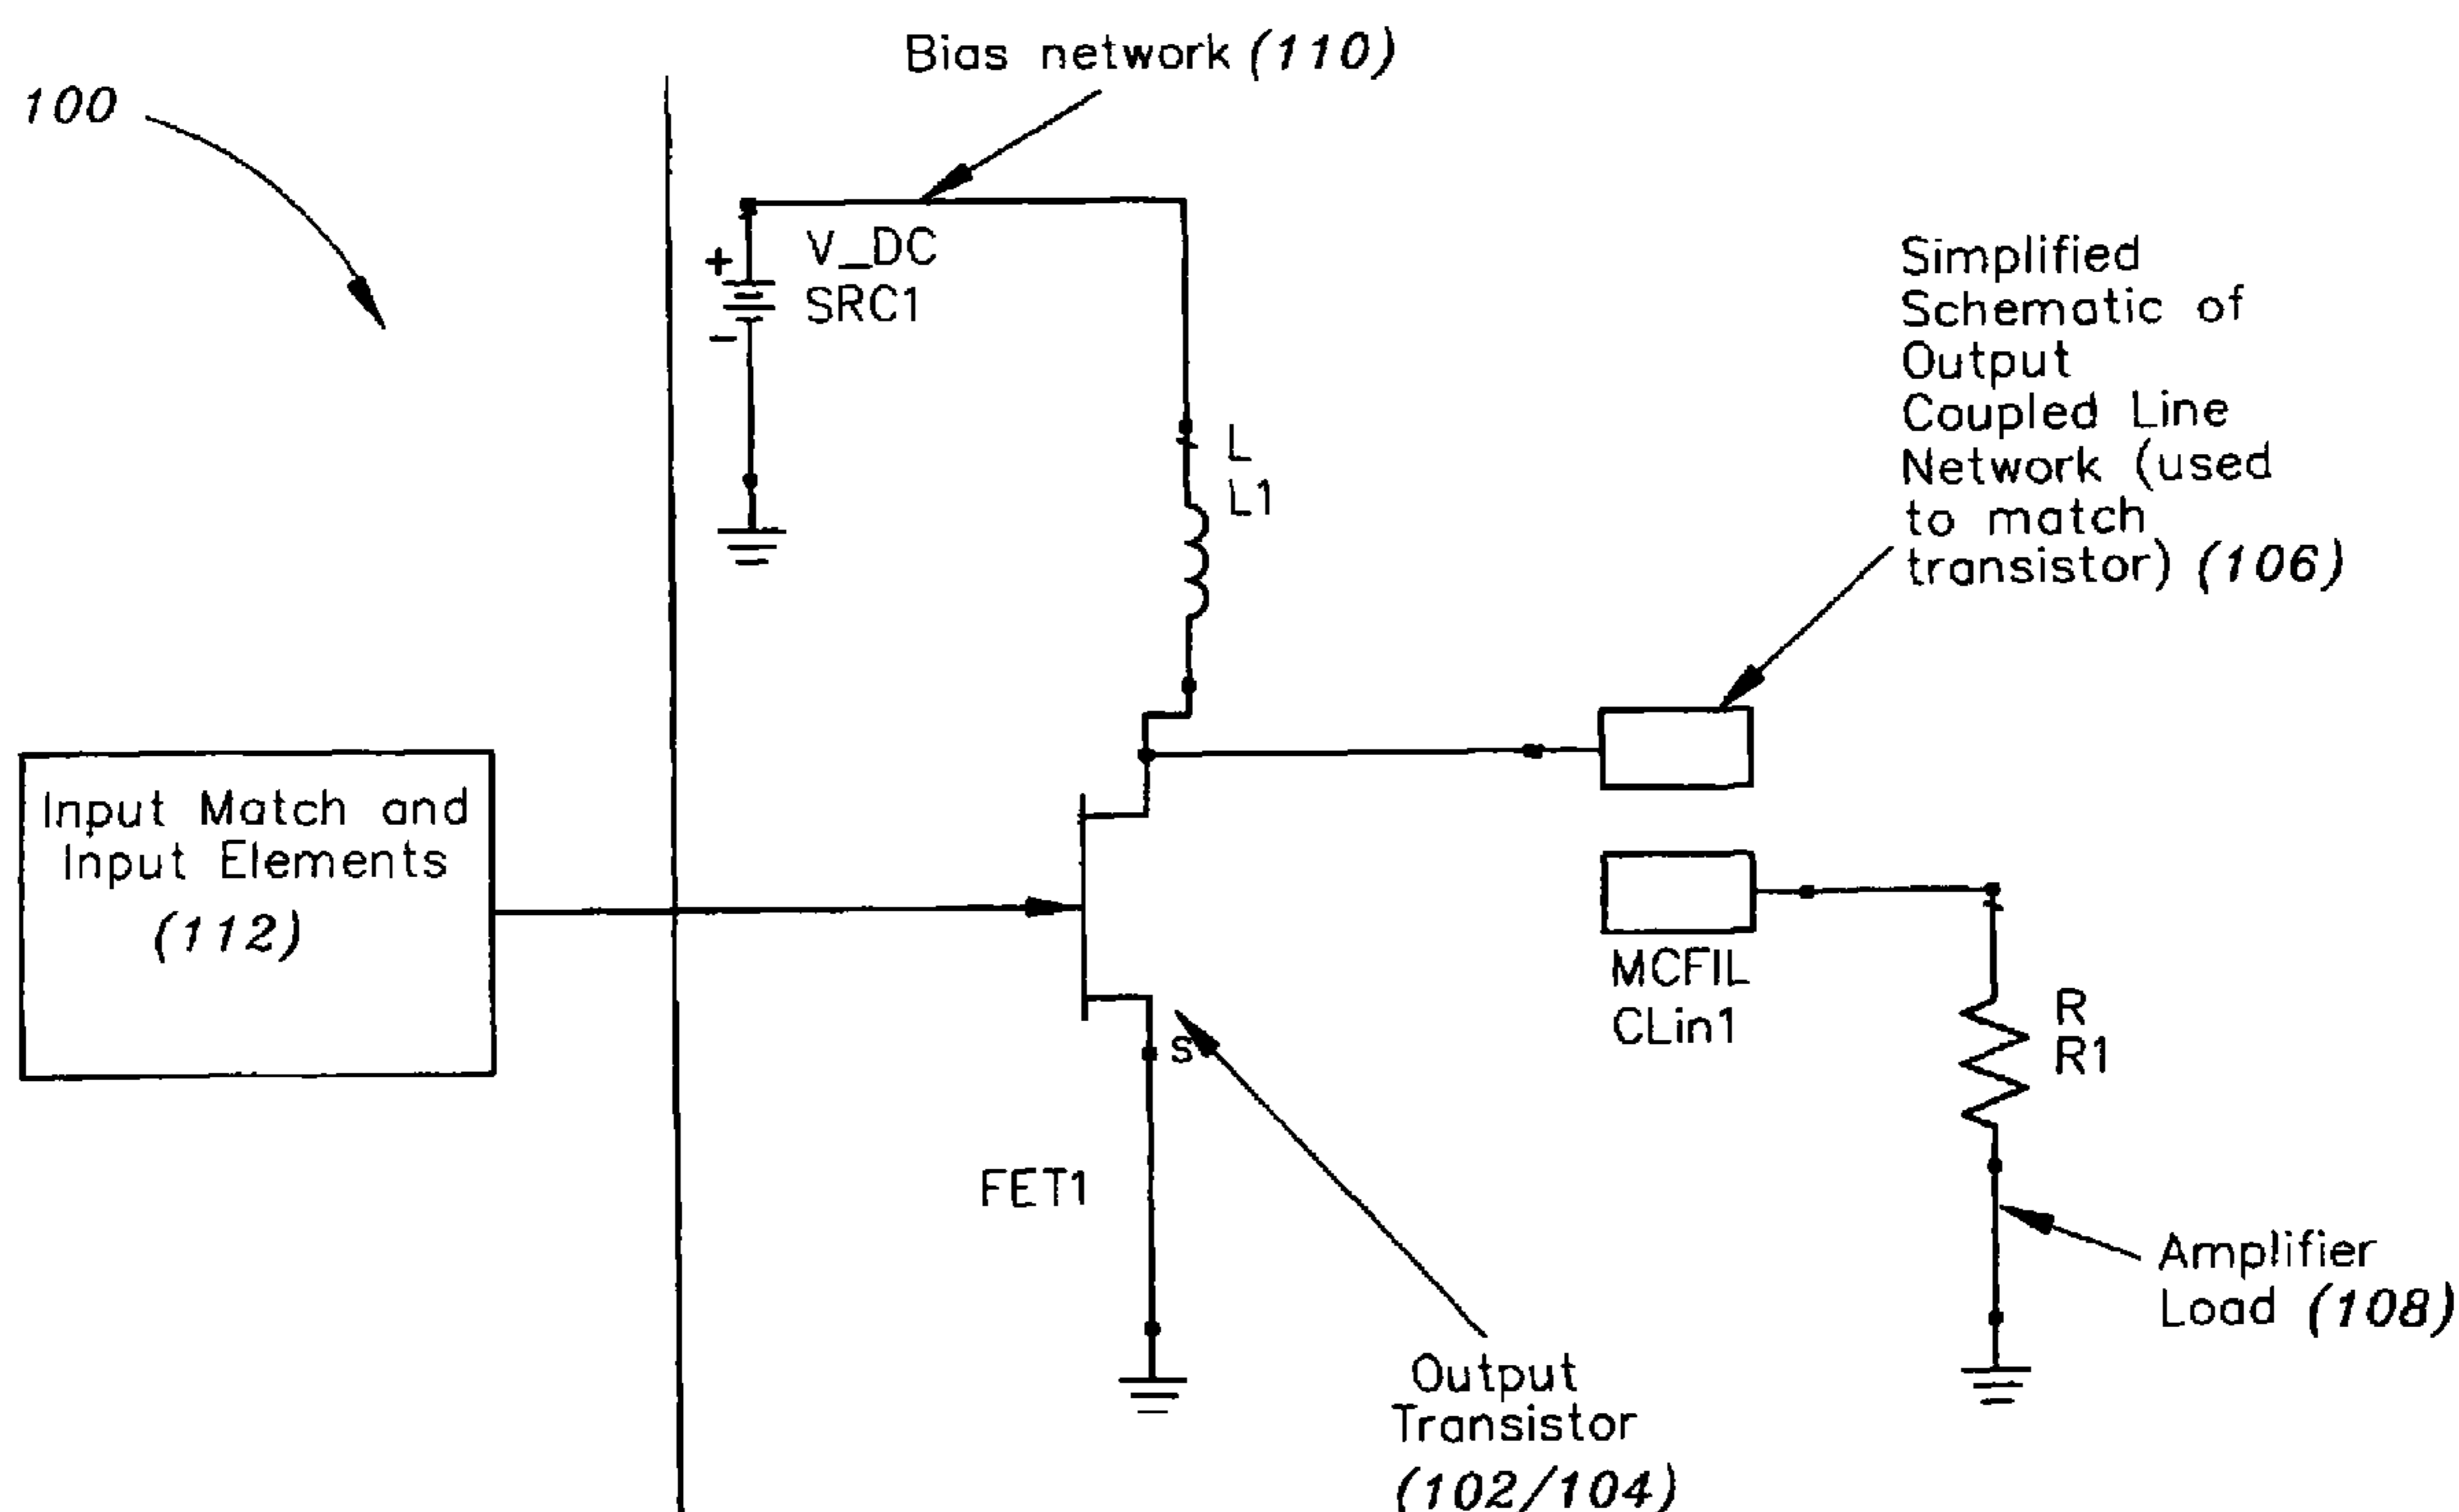 Bias network (110)
100
+
V_DC
SRC1
-
Simplified
Schematic of
Output
Coupled Line
Network (used
to match
transistor) (106)
L
L1
Input Match and
Input Elements
(112)
MCFIL
CLin1
S
R
R1
FET1
Amplifier
Load (108)
Output
Transistor
(102/104)